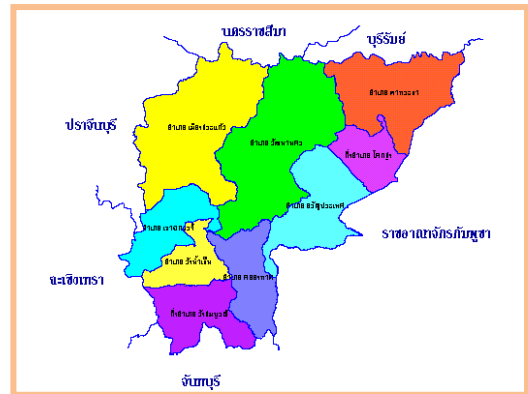 นครราชสีมา
บุรีรัมย์
อำเภอ ตาพระยา
ปราจีนบุรี
อำเภอ เมืองสระแก้ว
อำเภอ วัฒนานคร
กิ่งอำเภอ โคกสูง
อำเภอ อรัญประเทศ
อำเภอ เขาฉกรรจ์
ราชอาณาจักรกัมพูชา
อำเภอ วังน้ำเย็น
อำเภอ คลองหาด
ฉะเชิงเทรา
กิ่งอำเภอ วังสมบูรณ์
จันทบุรี